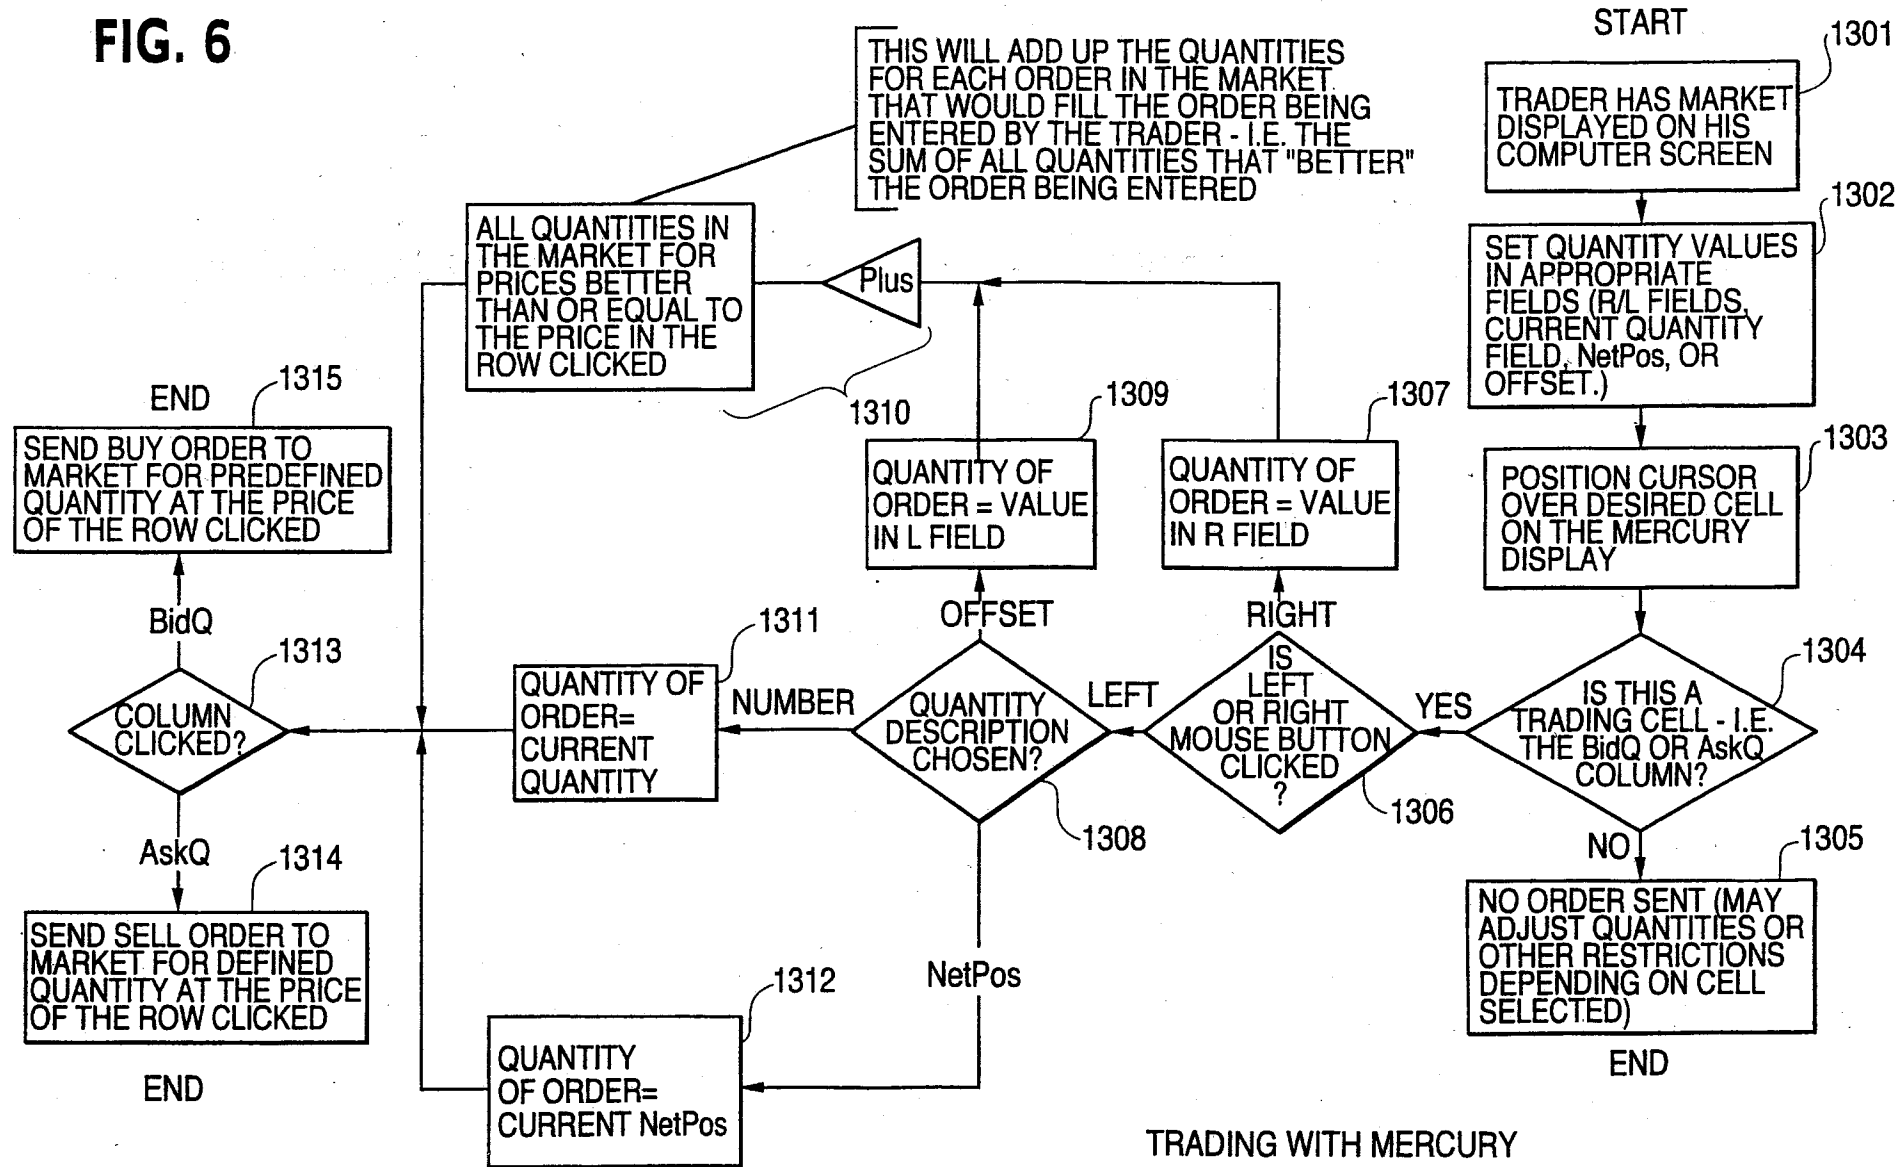 FIG. 6
START
1301
TRADER HAS MARKET
DISPLAYED ON HIS
COMPUTER SCREEN
1302
SET QUANTITY VALUES
IN APPROPRIATE
FIELDS (R/L FIELDS,
CURRENT QUANTITY
FIELD, NetPos, OR
OFFSET.)
1303
POSITION CURSOR
OVER DESIRED CELL
ON THE MERCURY
DISPLAY
1304
IS THIS A
TRADING CELL - I.E.
THE BidQ OR AskQ
COLUMN?
NO
1305
NO ORDER SENT (MAY
ADJUST QUANTITIES OR
OTHER RESTRICTIONS
DEPENDING ON CELL
SELECTED)
END
YES
IS
LEFT
OR RIGHT
MOUSE BUTTON
CLICKED
?
1306
RIGHT
1307
QUANTITY OF
ORDER = VALUE
IN R FIELD
LEFT
QUANTITY
DESCRIPTION
CHOSEN?
1308
OFFSET
1309
QUANTITY OF
ORDER = VALUE
IN L FIELD
Plus
1310
ALL QUANTITIES IN
THE MARKET FOR
PRICES BETTER
THAN OR EQUAL TO
THE PRICE IN THE
ROW CLICKED
THIS WILL ADD UP THE QUANTITIES
FOR EACH ORDER IN THE MARKET
THAT WOULD FILL THE ORDER BEING
ENTERED BY THE TRADER - I.E. THE
SUM OF ALL QUANTITIES THAT "BETTER"
THE ORDER BEING ENTERED
NUMBER
1311
QUANTITY OF
ORDER=
CURRENT
QUANTITY
NetPos
1312
QUANTITY
OF ORDER=
CURRENT NetPos
1313
COLUMN
CLICKED?
BidQ
1315
END
SEND BUY ORDER TO
MARKET FOR PREDEFINED
QUANTITY AT THE PRICE
OF THE ROW CLICKED
AskQ
1314
SEND SELL ORDER TO
MARKET FOR DEFINED
QUANTITY AT THE PRICE
OF THE ROW CLICKED
END
TRADING WITH MERCURY